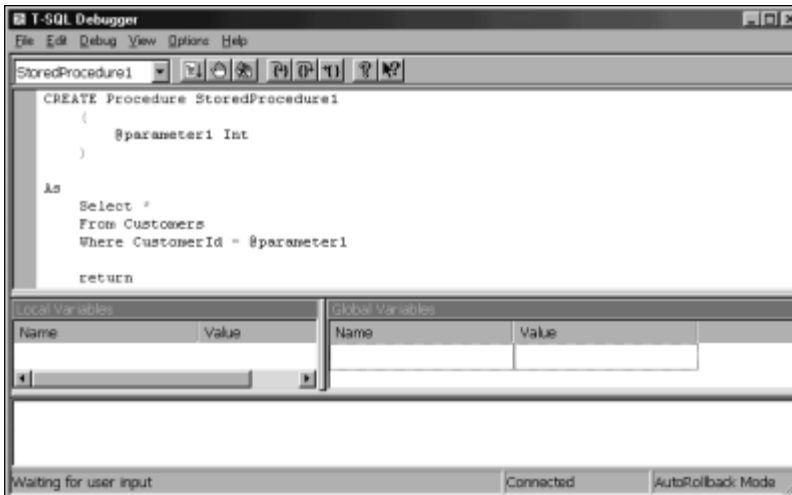 T-SQL Debugger
File Edit Debug View Options Help
StoredProcedure1
CREATE Procedure StoredProcedure1
(
@parameter1 Int
)
As
Select *
From Customers
Where CustomerId = @parameter1
return
Local Variables Global Variables
Name Value Name Value
Waiting for user input Connected AutoRollback Mode